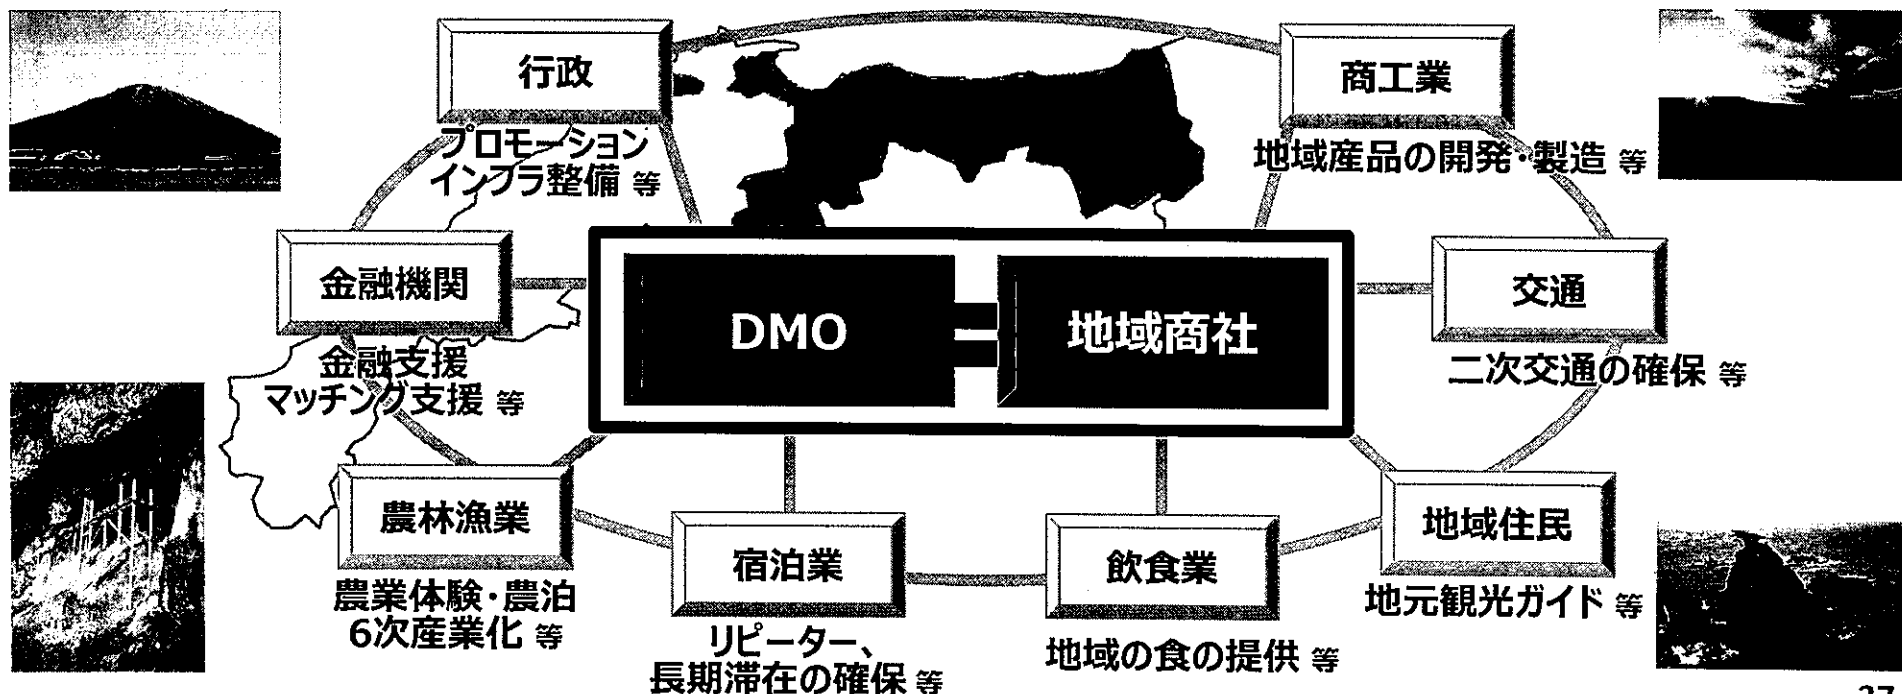 行政
プロモーション
インフラ整備 等
商工業
地域産品の開発・製造 等
金融機関
金融支援
マッチング支援 等
DMO
地域商社
交通
二次交通の確保 等
農林漁業
農業体験・農泊
6次産業化 等
宿泊業
リピーター、
長期滞在の確保 等
飲食業
地域の食の提供 等
地域住民
地元観光ガイド 等
27